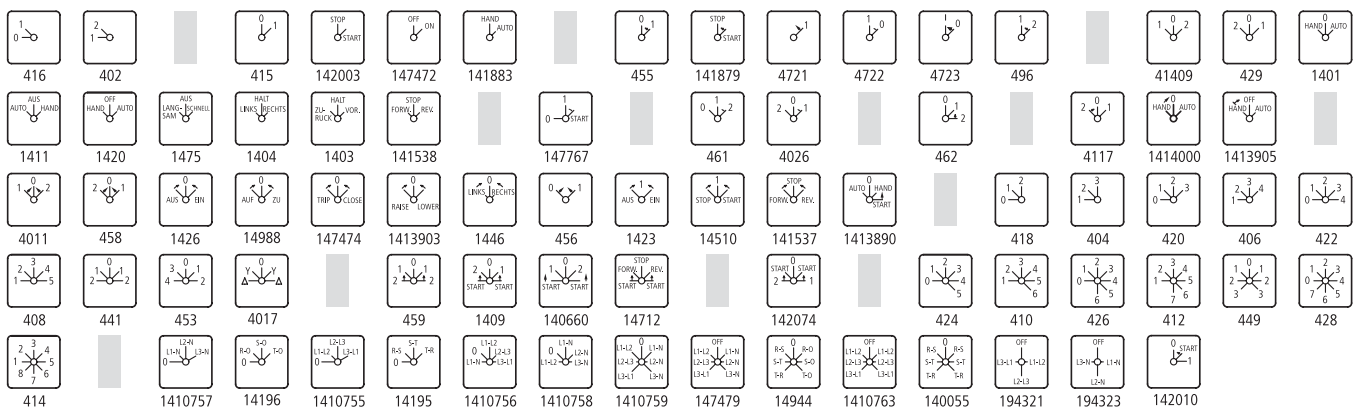 1
0
416
2
1
402
0
1
415
STOP
START
142003
OFF
ON
147472
HAND
AUTO
141883
0
1
455
STOP
START
141879
1
4721
1
0
4722
I
0
4723
1
2
496
0
1 2
41409
0
2 1
429
0
HAND AUTO
1401
AUS
AUTO HAND
1411
OFF
HAND AUTO
1420
AUS
LANG- SCHNELL
SAM
1475
HALT
LINKS RECHTS
1404
HALT
ZU- VOR.
RUCK
1403
STOP
FORW. REV.
141538
1
0 START
147767
1
0 2
461
0
2 1
4026
0
1
2
462
0
2 1
4117
0
HAND AUTO
1414000
OFF
HAND AUTO
1413905
0
1 2
4011
0
2 1
458
0
AUS EIN
1426
0
AUF ZU
14988
0
TRIP CLOSE
147474
0
RAISE LOWER
1413903
0
LINKS RECHTS
1446
0 1
456
1
AUS EIN
1423
1
STOP START
14510
STOP
FORW. REV.
141537
0
AUTO HAND
START
1413890
2
1
0
418
3
2
1
404
1 2
0 3
420
3
2 4
1
406
2
1 3
0 4
422
3
2 4
1 5
408
0
1 1
2 2
441
0
3 1
4 2
453
0
Y Y
Δ Δ
4017
0
1 1
2 2
459
0
2 1
START START
1409
0
1 2
START START
140660
STOP
FORW. REV.
START START
14712
0
START START
2 1
142074
2
1 3
0 4
5
424
3
2 4
1 5
6
410
2
1 3
0 4
5
6
426
3
2 4
1 5
6
7
412
0
1 1
2 2
3 3
449
2
1 3
0 4
7 5
6
428
3
2 4
1 5
8 6
7
414
L2-N
L1-N L3-N
0
1410757
S-O
R-O T-O
0
14196
L2-L3
L1-L2 L3-L1
0
1410755
S-T
R-S T-R
0
14195
L1-L2
0 L2-L3
L1-N L3-L1
1410756
L1-N
0 L2-N
L1-L2 L3-N
1410758
0
L1-L2 L1-N
L2-L3 L2-N
L3-L1 L3-N
1410759
OFF
L1-L2 L1-N
L2-L3 L2-N
L3-L1 L3-N
147479
0
R-S R-O
S-T S-O
T-R T-O
14944
OFF
L1-L2 L1-L2
L2-L3 L2-L3
L3-L1 L3-L1
1410763
0
R-S R-S
S-T S-T
T-R T-R
140055
OFF
L3-L1 L1-L2
L2-L3
194321
OFF
L3-N L1-N
L2-N
194323
0 START
1
142010